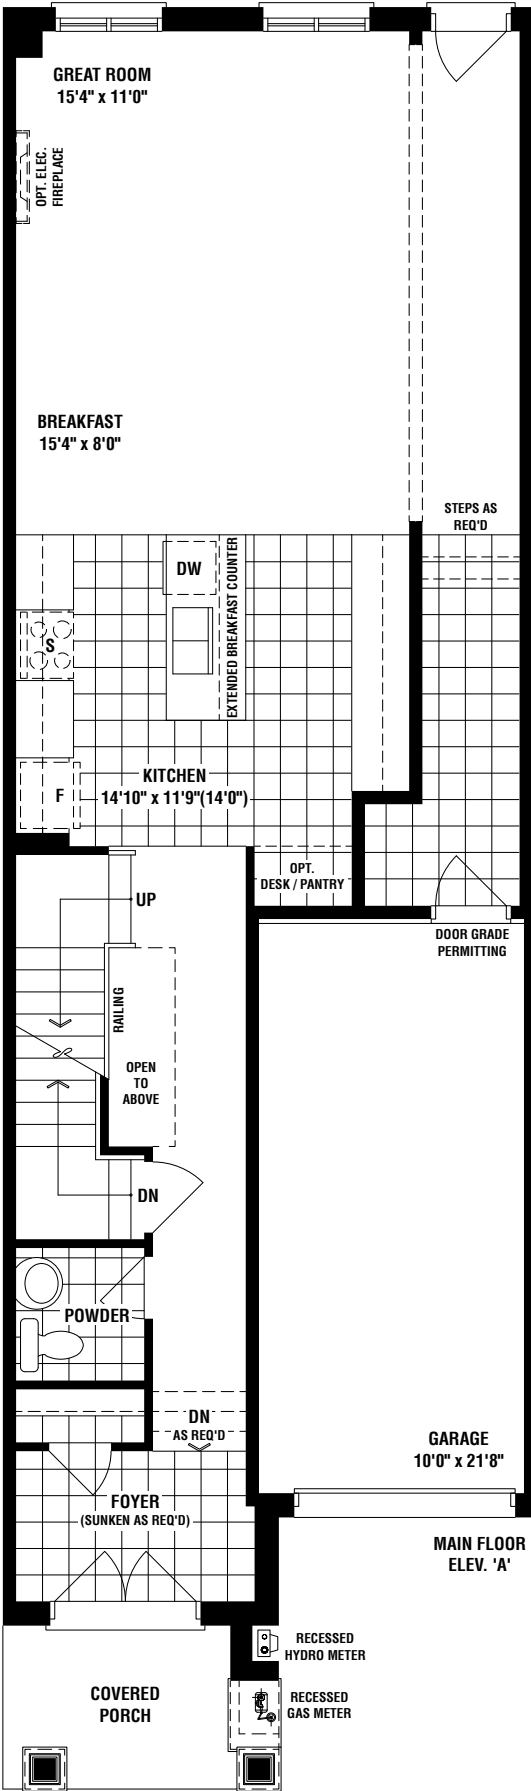 GREAT ROOM
15'4" x 11'0"
OPT. ELEC.
FIREPLACE
BREAKFAST
15'4" x 8'0"
STEPS AS
REQ'D
DW
EXTENDED BREAKFAST COUNTER
S
F
KITCHEN
14'10" x 11'9"(14'0")
OPT.
DESK / PANTRY
UP
DOOR GRADE
PERMITTING
RAILING
OPEN
TO
ABOVE
DN
POWDER
DN
AS REQ'D
GARAGE
10'0" x 21'8"
FOYER
(SUNKEN AS REQ'D)
MAIN FLOOR
ELEV. 'A'
RECESSED
HYDRO METER
COVERED
PORCH
RECESSED
GAS METER